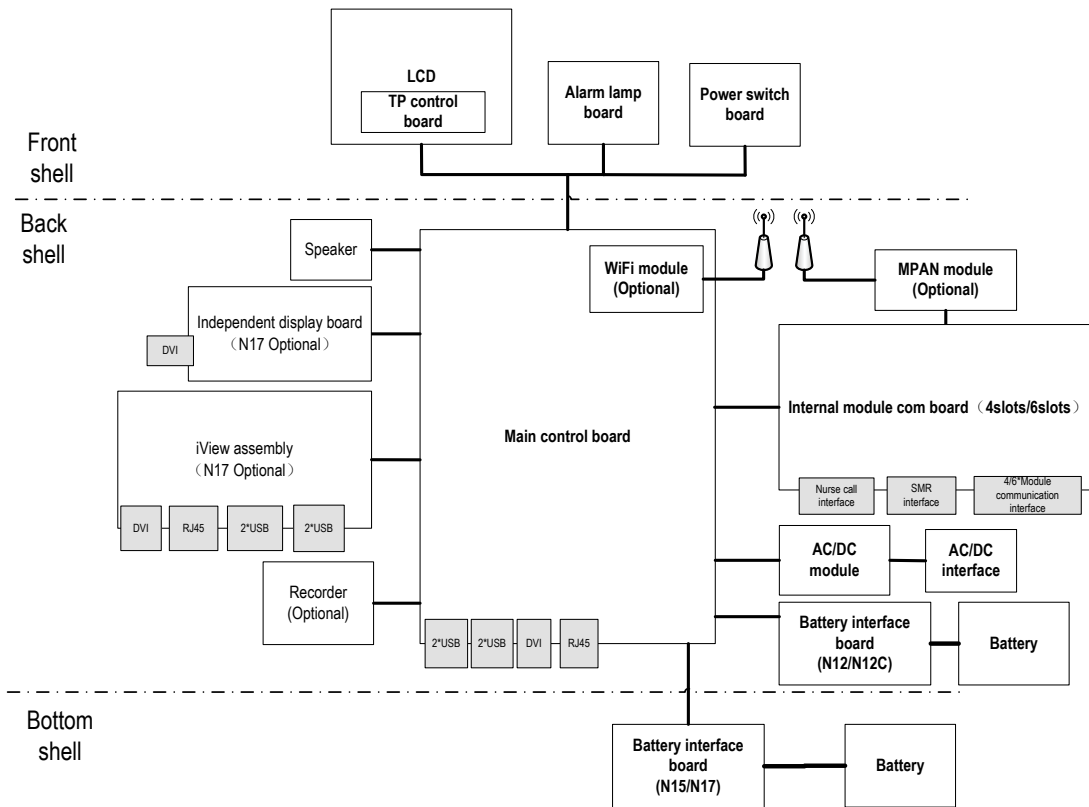 LCD
TP control
board
Alarm lamp
board
Power switch
board
Front
shell
Back
shell
Speaker
WiFi module
(Optional)
MPAN module
(Optional)
Independent display board
（N17 Optional）
DVI
Internal module com board（4slots/6slots）
Main control board
iView assembly
（N17 Optional）
Nurse call
interface
SMR
interface
4/6*Module
communication
interface
DVI
RJ45
2*USB
2*USB
AC/DC
module
AC/DC
interface
Recorder
(Optional)
Battery interface
board
(N12/N12C)
Battery
2*USB
2*USB
DVI
RJ45
Bottom
shell
Battery interface
board
(N15/N17)
Battery